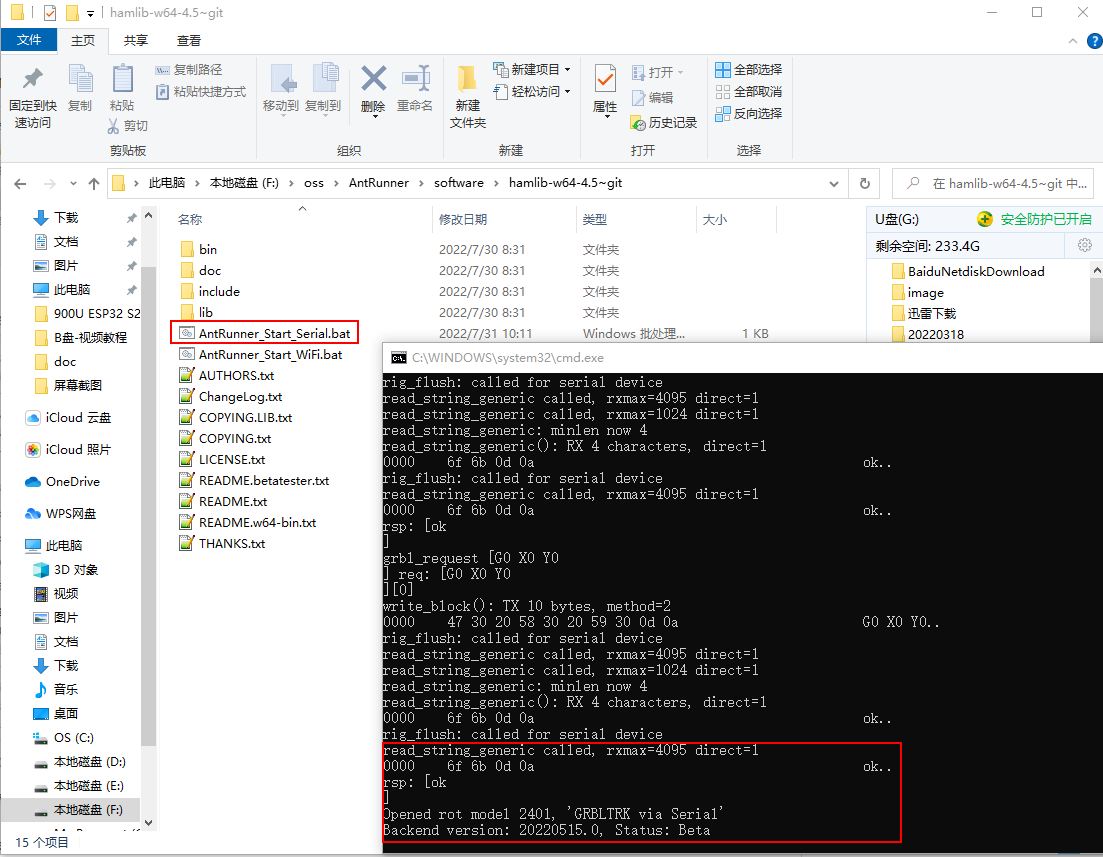 hamlib-w64-4.5~git
文件 主页 共享 查看
固定到快速访问
复制
粘贴
复制路径
粘贴快捷方式
剪切
剪贴板
移动到 复制到 删除 重命名
组织
新建文件夹
新建项目
轻松访问
新建
属性
打开
编辑
历史记录
打开
全部选择
全部取消
反向选择
选择
此电脑 本地磁盘 (F:) oss AntRunner software hamlib-w64-4.5~git
在 hamlib-w64-4.5~git 中...
下载
文档
图片
此电脑
900U ESP32 S2
B盘-视频教程
doc
屏幕截图
iCloud 云盘
iCloud 照片
OneDrive
WPS网盘
此电脑
3D 对象
视频
图片
文档
下载
音乐
桌面
OS (C:)
本地磁盘 (D:)
本地磁盘 (E:)
本地磁盘 (F:)
15 个项目
名称 修改日期 类型 大小
bin 2022/7/30 8:31 文件夹
doc 2022/7/30 8:31 文件夹
include 2022/7/30 8:31 文件夹
lib 2022/7/30 8:31 文件夹
AntRunner_Start_Serial.bat 2022/7/31 10:11 Windows 批处理... 1 KB
AntRunner_Start_WiFi.bat
AUTHORS.txt
ChangeLog.txt
COPYING.LIB.txt
COPYING.txt
LICENSE.txt
README.betatester.txt
README.txt
README.w64-bin.txt
THANKS.txt
U盘(G:) 安全防护已开启
剩余空间: 233.4G
BaiduNetdiskDownload
image
迅雷下载
20220318
C:\WINDOWS\system32\cmd.exe
rig_flush: called for serial device
read_string_generic called, rxmax=4095 direct=1
read_string_generic called, rxmax=1024 direct=1
read_string_generic: minlen now 4
read_string_generic(): RX 4 characters, direct=1
0000 6f 6b 0d 0a ok..
rig_flush: called for serial device
read_string_generic called, rxmax=4095 direct=1
0000 6f 6b 0d 0a ok..
rsp: [ok
]
grbl_request [G0 X0 Y0
] req: [G0 X0 Y0
][0]
write_block(): TX 10 bytes, method=2
0000 47 30 20 58 30 20 59 30 0d 0a G0 X0 Y0..
rig_flush: called for serial device
read_string_generic called, rxmax=4095 direct=1
read_string_generic called, rxmax=1024 direct=1
read_string_generic: minlen now 4
read_string_generic(): RX 4 characters, direct=1
0000 6f 6b 0d 0a ok..
rig_flush: called for serial device
read_string_generic called, rxmax=4095 direct=1
0000 6f 6b 0d 0a ok..
rsp: [ok
]
Opened rot model 2401, 'GRBLTRK via Serial'
Backend version: 20220515.0, Status: Beta